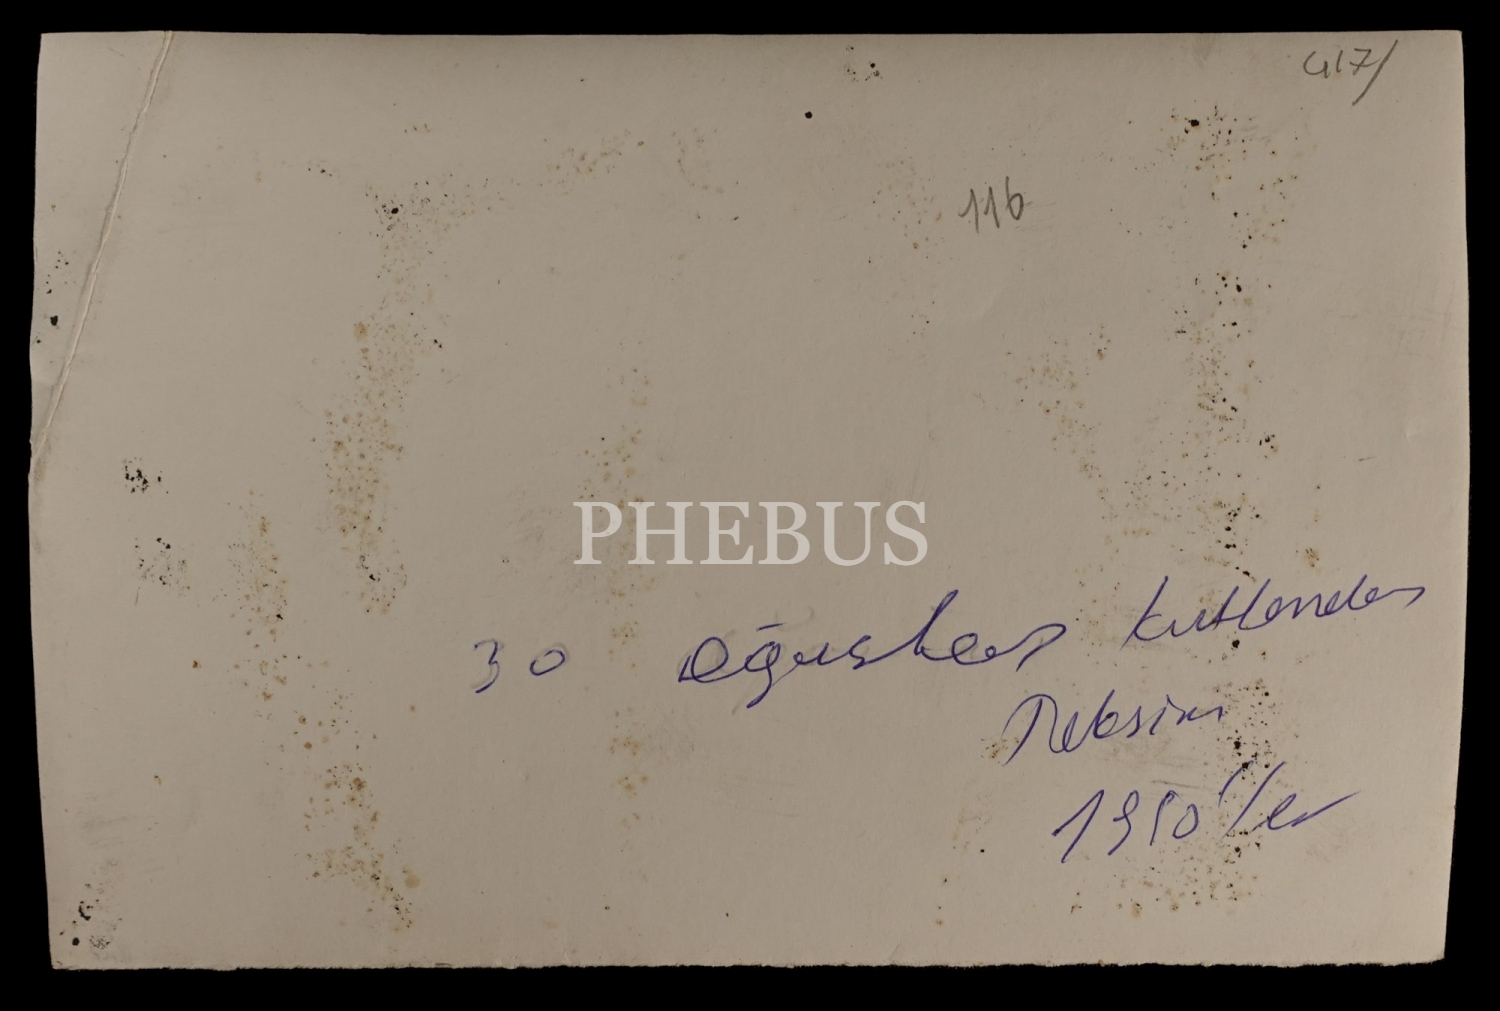 417/
116
PHEBUS
30 ağustos kutlamaları
Taksim
1950'ler